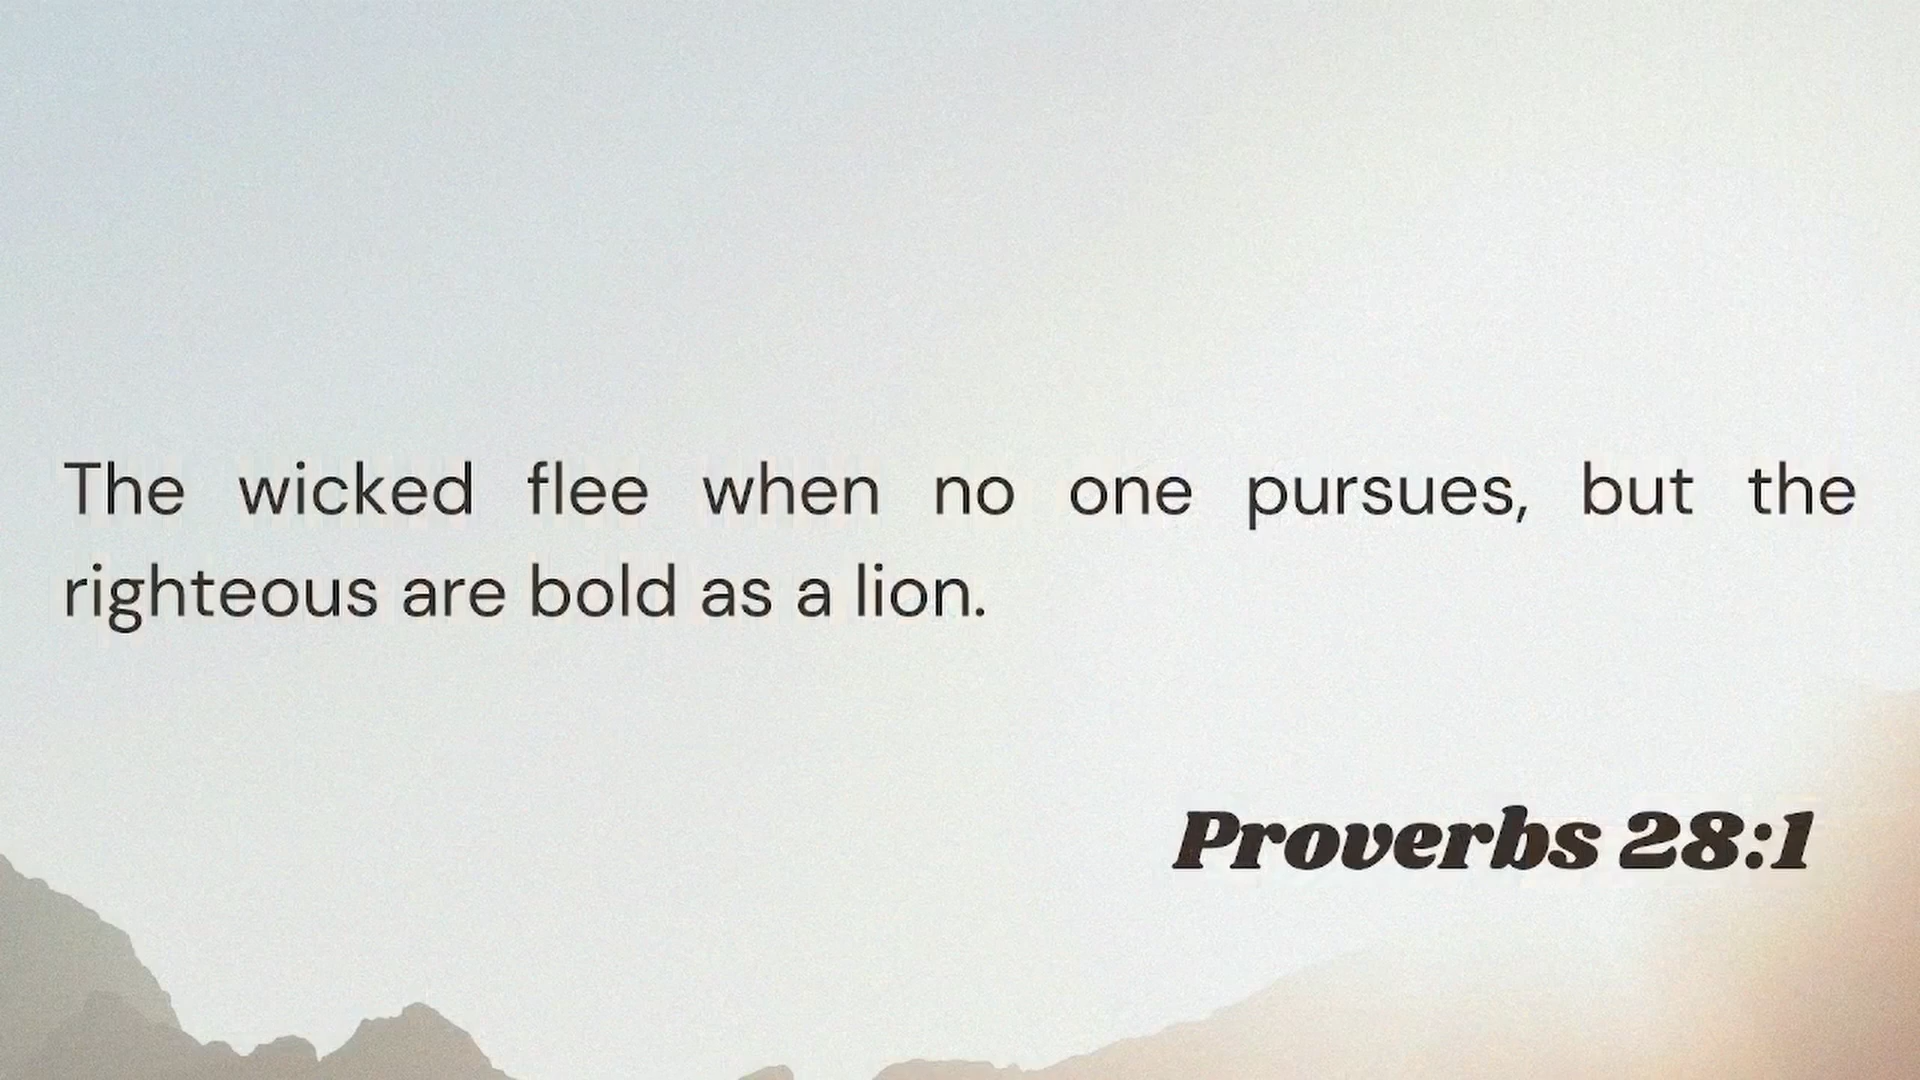 The wicked flee when no one pursues, but the
righteous are bold as a lion.
Proverbs 28:1